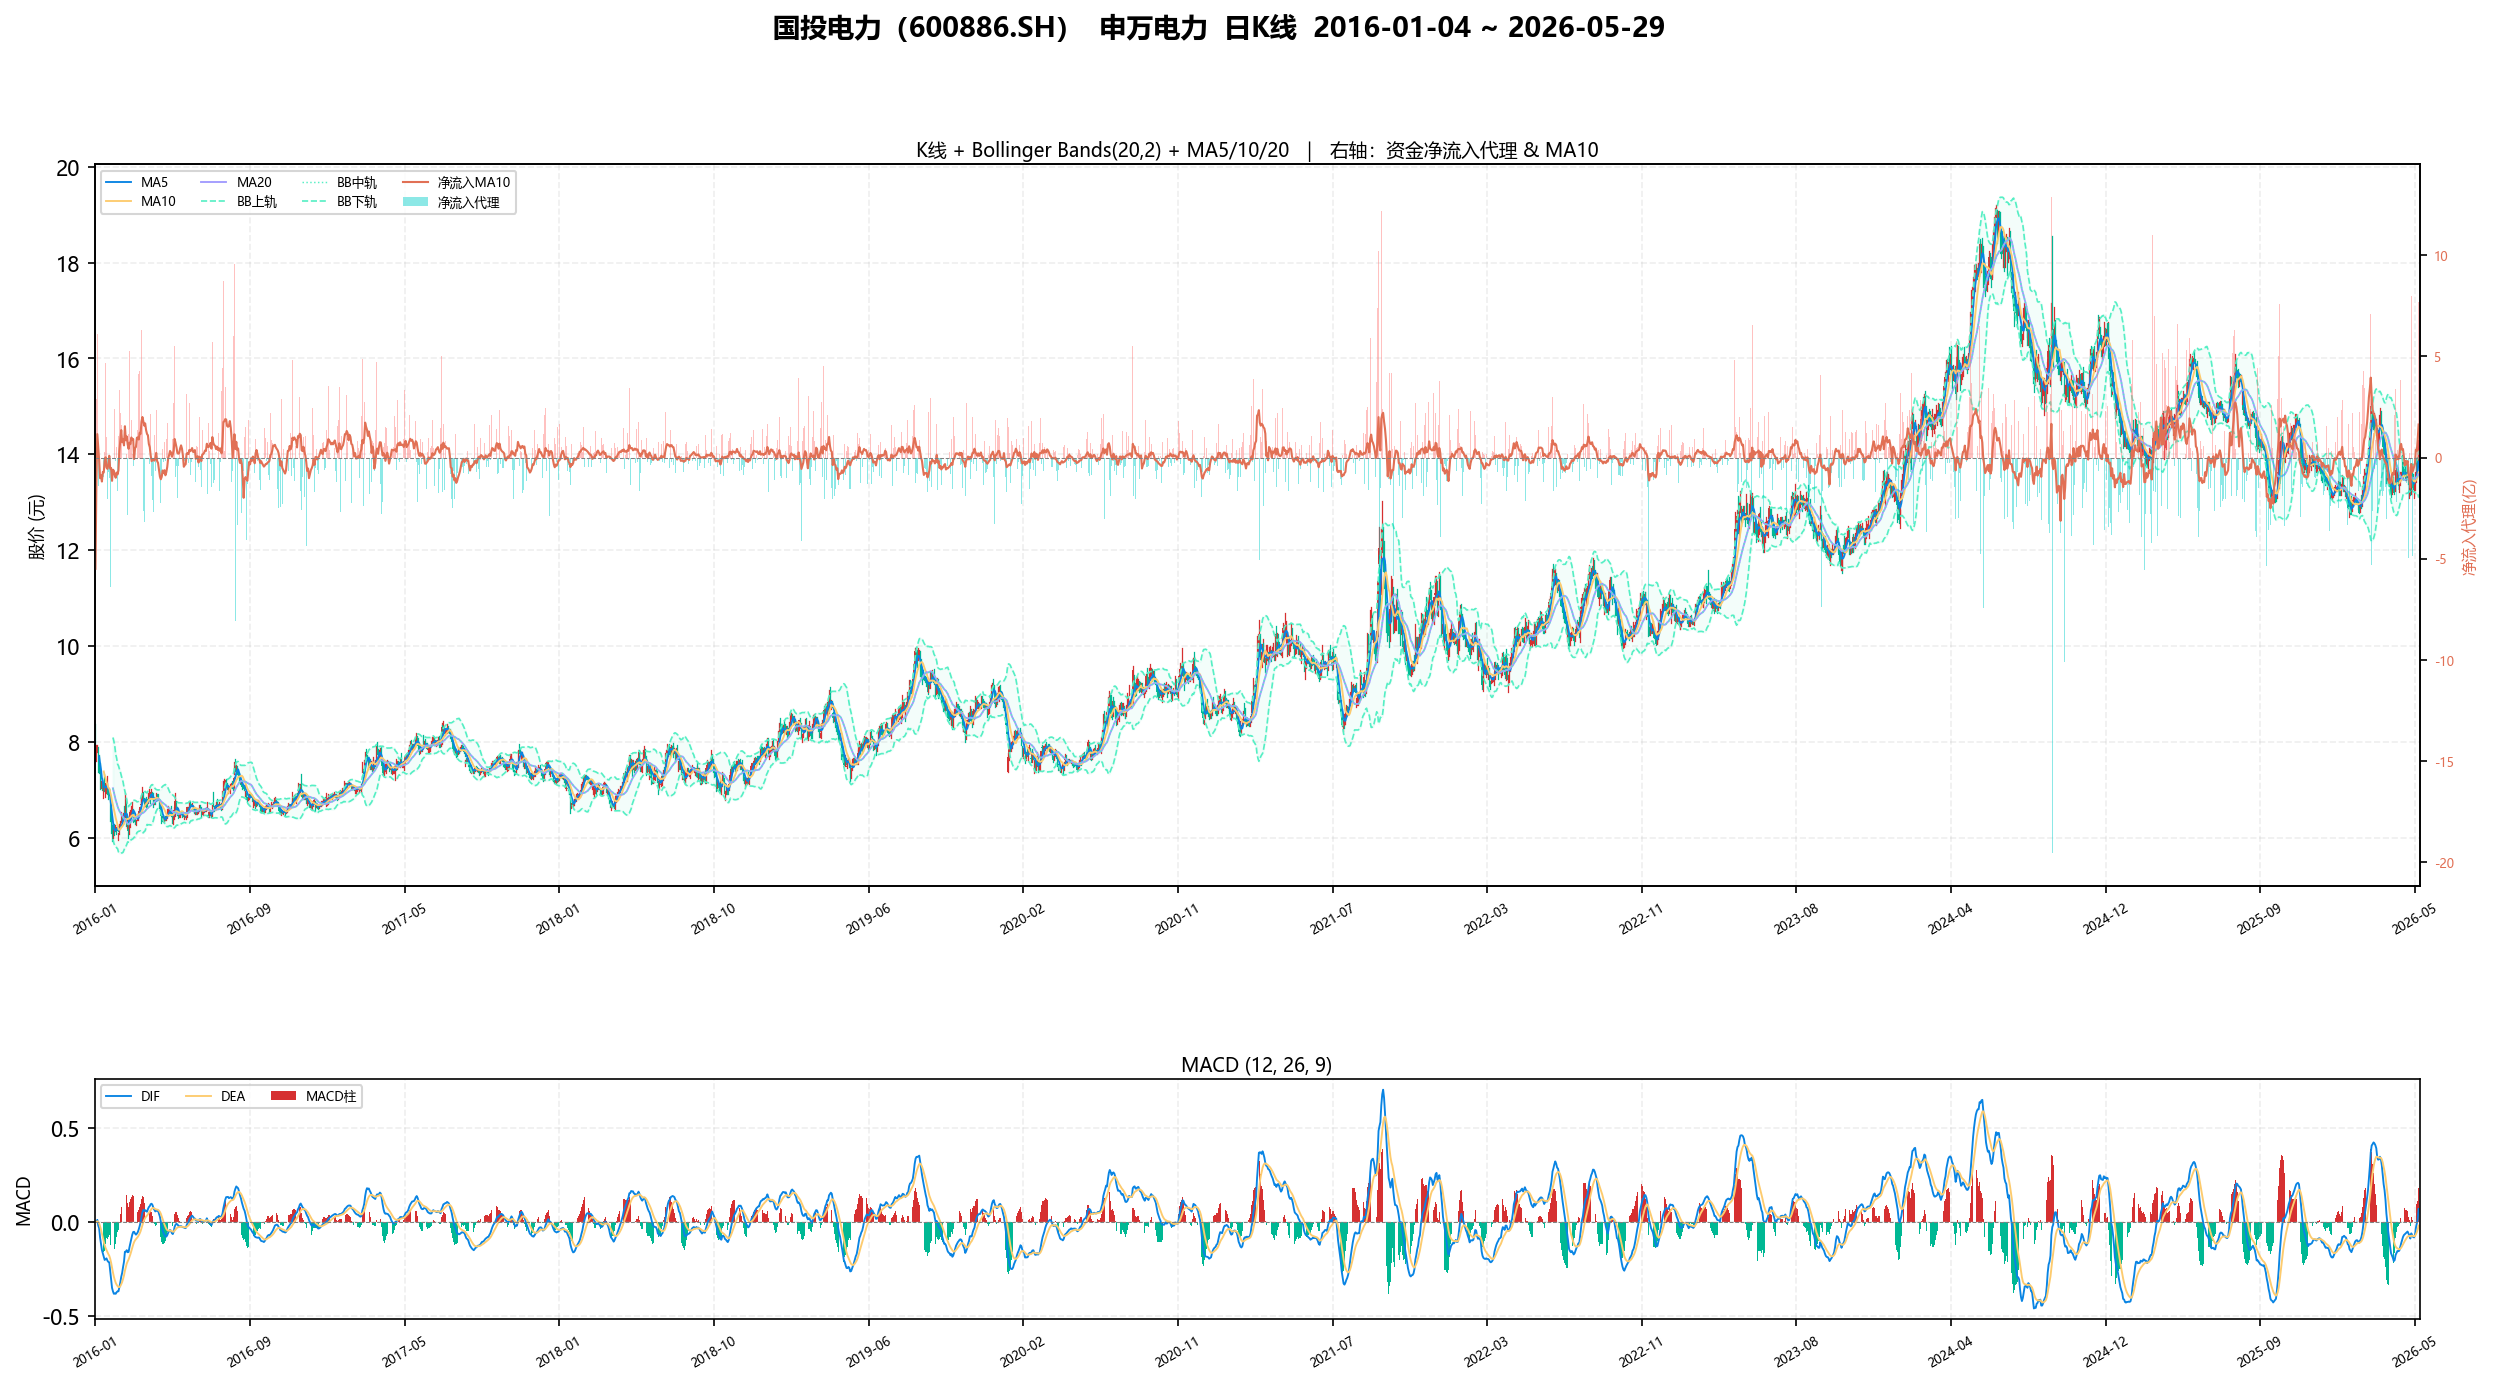 国投电力（600886.SH） 申万电力 日K线 2016-01-04 ~ 2026-05-29
K线 + Bollinger Bands(20,2) + MA5/10/20 | 右轴：资金净流入代理 & MA10
MA5 MA20 BB中轨 净流入MA10
MA10 BB上轨 BB下轨 净流入代理
股价 (元)
20
18
16
14
12
10
8
6
10
5
0
-5
-10
-15
-20
净流入代理(亿)
2016-01 2016-09 2017-05 2018-01 2018-10 2019-06 2020-02 2020-11 2021-07 2022-03 2022-11 2023-08 2024-04 2024-12 2025-09 2026-05
MACD (12, 26, 9)
DIF DEA MACD柱
MACD
0.5
0.0
-0.5
2016-01 2016-09 2017-05 2018-01 2018-10 2019-06 2020-02 2020-11 2021-07 2022-03 2022-11 2023-08 2024-04 2024-12 2025-09 2026-05